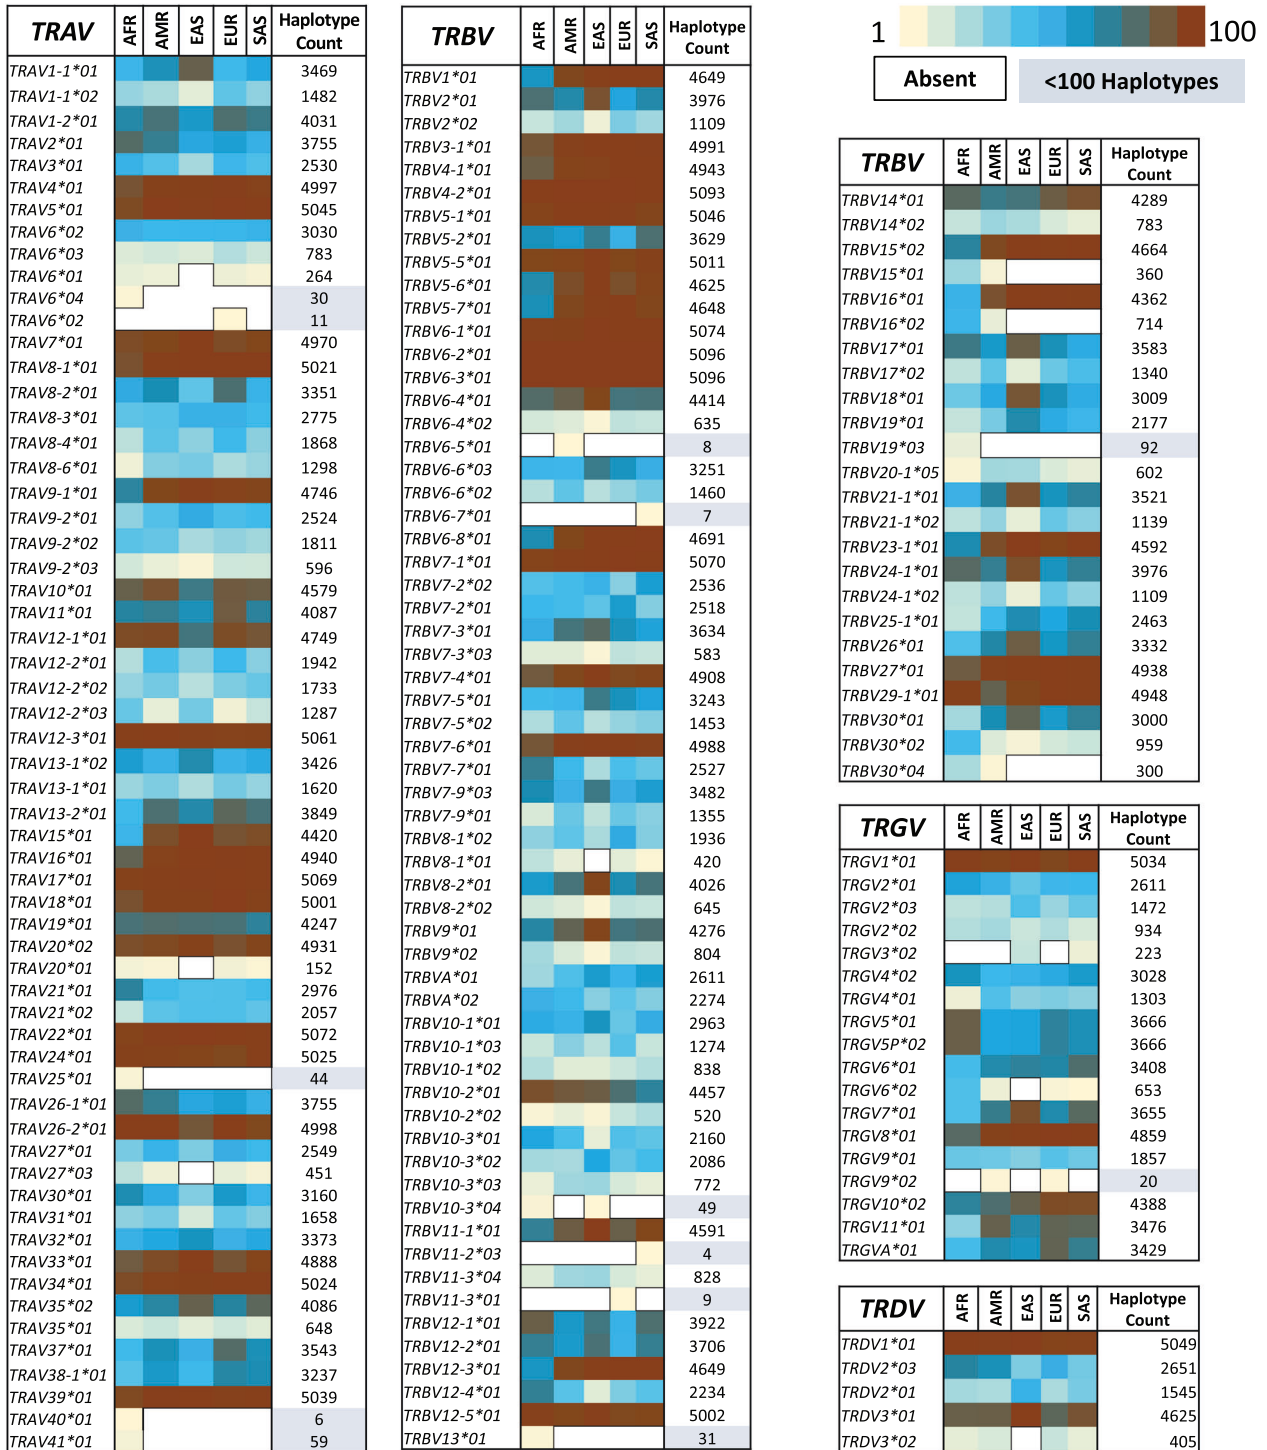 TRAV AFR AMR EAS EUR SAS Haplotype Count
TRAV1-1*01 3469
TRAV1-1*02 1482
TRAV1-2*01 4031
TRAV2*01 3755
TRAV3*01 2530
TRAV4*01 4997
TRAV5*01 5045
TRAV6*02 3030
TRAV6*03 783
TRAV6*01 264
TRAV6*04 30
TRAV6*02 11
TRAV7*01 4970
TRAV8-1*01 5021
TRAV8-2*01 3351
TRAV8-3*01 2775
TRAV8-4*01 1868
TRAV8-6*01 1298
TRAV9-1*01 4746
TRAV9-2*01 2524
TRAV9-2*02 1811
TRAV9-2*03 596
TRAV10*01 4579
TRAV11*01 4087
TRAV12-1*01 4749
TRAV12-2*01 1942
TRAV12-2*02 1733
TRAV12-2*03 1287
TRAV12-3*01 5061
TRAV13-1*02 3426
TRAV13-1*01 1620
TRAV13-2*01 3849
TRAV15*01 4420
TRAV16*01 4940
TRAV17*01 5069
TRAV18*01 5001
TRAV19*01 4247
TRAV20*02 4931
TRAV20*01 152
TRAV21*01 2976
TRAV21*02 2057
TRAV22*01 5072
TRAV24*01 5025
TRAV25*01 44
TRAV26-1*01 3755
TRAV26-2*01 4998
TRAV27*01 2549
TRAV27*03 451
TRAV30*01 3160
TRAV31*01 1658
TRAV32*01 3373
TRAV33*01 4888
TRAV34*01 5024
TRAV35*02 4086
TRAV35*01 648
TRAV37*01 3543
TRAV38-1*01 3237
TRAV39*01 5039
TRAV40*01 6
TRAV41*01 59
TRBV AFR AMR EAS EUR SAS Haplotype Count
TRBV1*01 4649
TRBV2*01 3976
TRBV2*02 1109
TRBV3-1*01 4991
TRBV4-1*01 4943
TRBV4-2*01 5093
TRBV5-1*01 5046
TRBV5-2*01 3629
TRBV5-5*01 5011
TRBV5-6*01 4625
TRBV5-7*01 4648
TRBV6-1*01 5074
TRBV6-2*01 5096
TRBV6-3*01 5096
TRBV6-4*01 4414
TRBV6-4*02 635
TRBV6-5*01 8
TRBV6-6*03 3251
TRBV6-6*02 1460
TRBV6-7*01 7
TRBV6-8*01 4691
TRBV7-1*01 5070
TRBV7-2*02 2536
TRBV7-2*01 2518
TRBV7-3*01 3634
TRBV7-3*03 583
TRBV7-4*01 4908
TRBV7-5*01 3243
TRBV7-5*02 1453
TRBV7-6*01 4988
TRBV7-7*01 2527
TRBV7-9*03 3482
TRBV7-9*01 1355
TRBV8-1*02 1936
TRBV8-1*01 420
TRBV8-2*01 4026
TRBV8-2*02 645
TRBV9*01 4276
TRBV9*02 804
TRBVA*01 2611
TRBVA*02 2274
TRBV10-1*01 2963
TRBV10-1*03 1274
TRBV10-1*02 838
TRBV10-2*01 4457
TRBV10-2*02 520
TRBV10-3*01 2160
TRBV10-3*02 2086
TRBV10-3*03 772
TRBV10-3*04 49
TRBV11-1*01 4591
TRBV11-2*03 4
TRBV11-3*04 828
TRBV11-3*01 9
TRBV12-1*01 3922
TRBV12-2*01 3706
TRBV12-3*01 4649
TRBV12-4*01 2234
TRBV12-5*01 5002
TRBV13*01 31
1 100
Absent <100 Haplotypes
TRBV AFR AMR EAS EUR SAS Haplotype Count
TRBV14*01 4289
TRBV14*02 783
TRBV15*02 4664
TRBV15*01 360
TRBV16*01 4362
TRBV16*02 714
TRBV17*01 3583
TRBV17*02 1340
TRBV18*01 3009
TRBV19*01 2177
TRBV19*03 92
TRBV20-1*05 602
TRBV21-1*01 3521
TRBV21-1*02 1139
TRBV23-1*01 4592
TRBV24-1*01 3976
TRBV24-1*02 1109
TRBV25-1*01 2463
TRBV26*01 3332
TRBV27*01 4938
TRBV29-1*01 4948
TRBV30*01 3000
TRBV30*02 959
TRBV30*04 300
TRGV AFR AMR EAS EUR SAS Haplotype Count
TRGV1*01 5034
TRGV2*01 2611
TRGV2*03 1472
TRGV2*02 934
TRGV3*02 223
TRGV4*02 3028
TRGV4*01 1303
TRGV5*01 3666
TRGV5P*02 3666
TRGV6*01 3408
TRGV6*02 653
TRGV7*01 3655
TRGV8*01 4859
TRGV9*01 1857
TRGV9*02 20
TRGV10*02 4388
TRGV11*01 3476
TRGVA*01 3429
TRDV AFR AMR EAS EUR SAS Haplotype Count
TRDV1*01 5049
TRDV2*03 2651
TRDV2*01 1545
TRDV3*01 4625
TRDV3*02 405